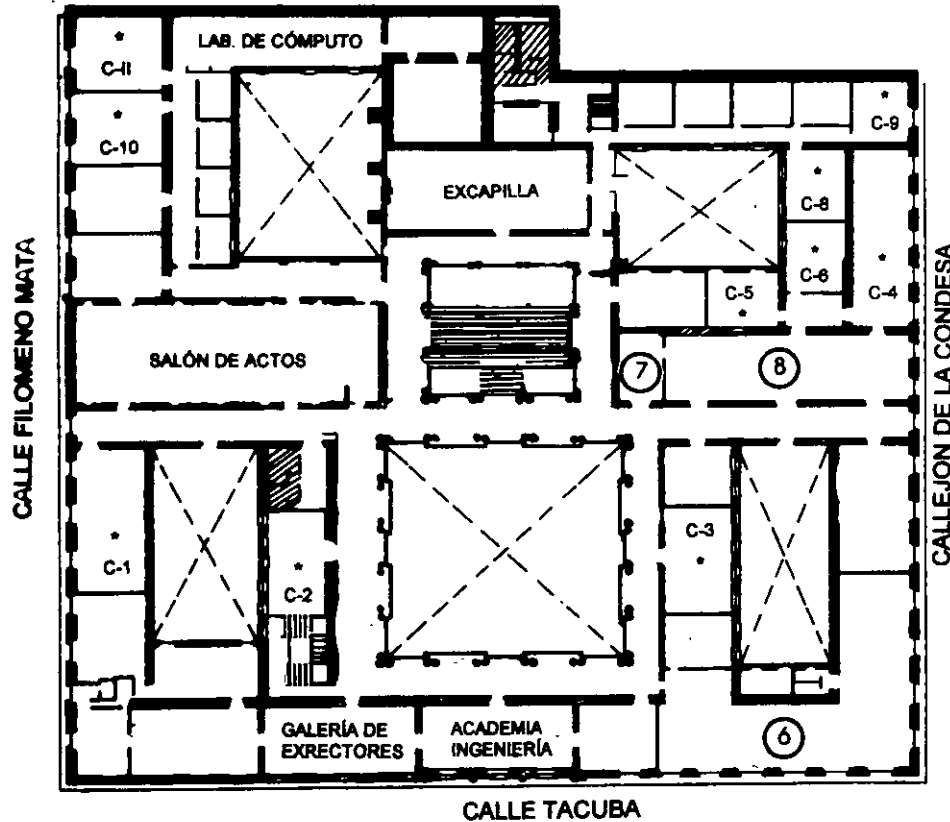 LAB. DE CÓMPUTO
*
C-II
*
C-10
*
C-9
EXCAPILLA
*
C-8
*
C-6
*
C-4
C-5
*
CALLE FILOMENO MATA
SALÓN DE ACTOS
7
8
CALLEJON DE LA CONDESA
*
C-1
*
C-2
C-3
*
GALERÍA DE
EXRECTORES
ACADEMIA
INGENIERÍA
6
CALLE TACUBA